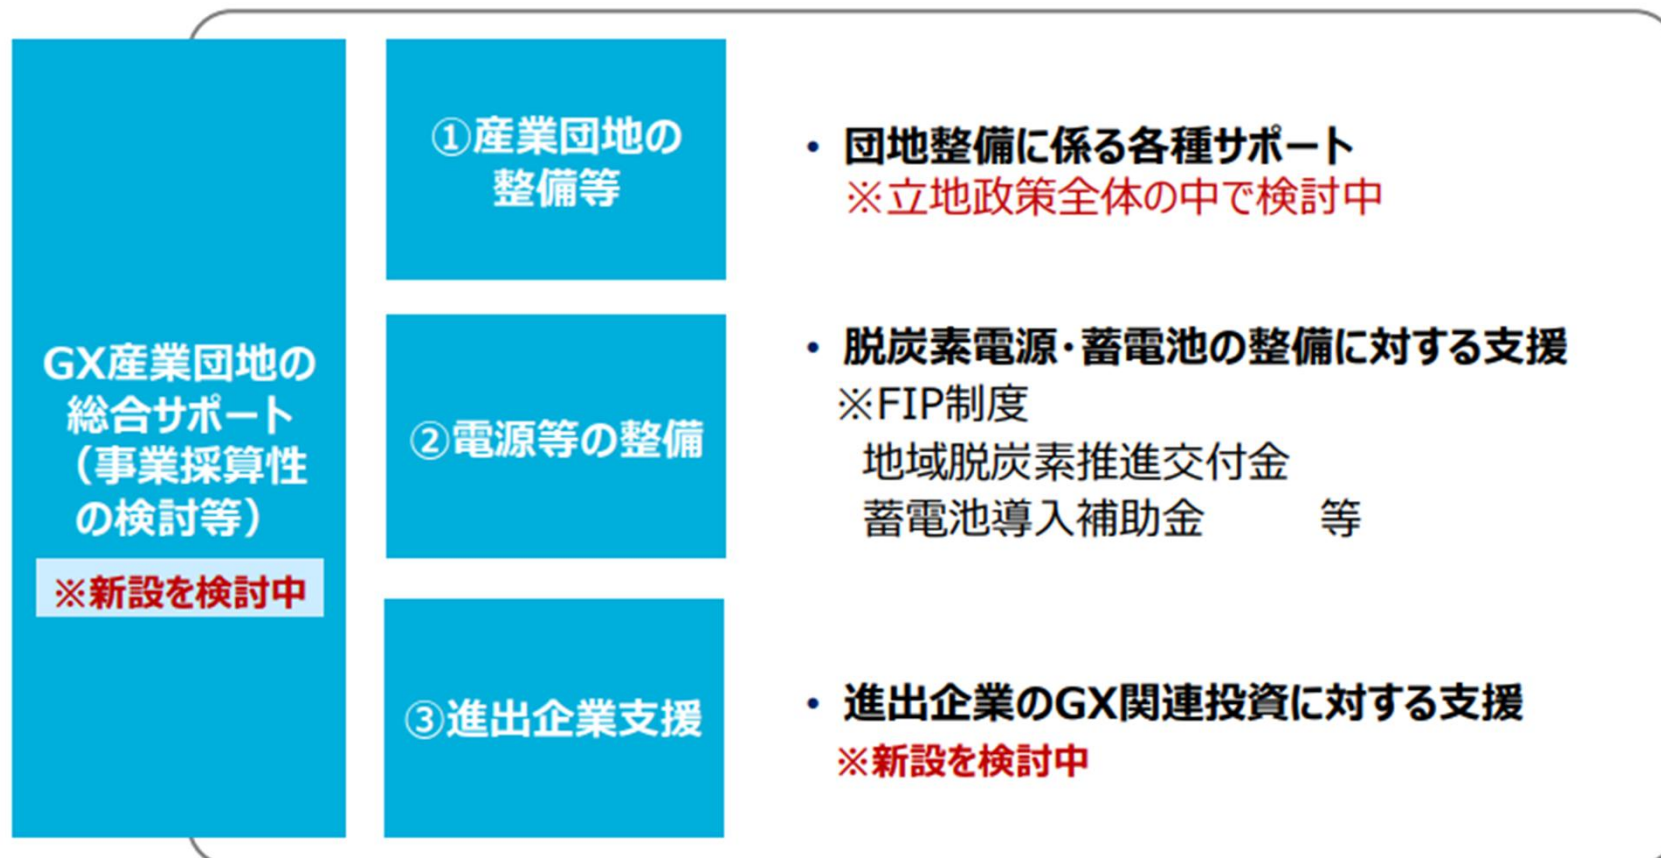 GX産業団地の
総合サポート
（事業採算性
の検討等）
※新設を検討中
①産業団地の
整備等
• 団地整備に係る各種サポート
※立地政策全体の中で検討中
②電源等の整備
• 脱炭素電源・蓄電池の整備に対する支援
※FIP制度
地域脱炭素推進交付金
蓄電池導入補助金　　　等
③進出企業支援
• 進出企業のGX関連投資に対する支援
※新設を検討中